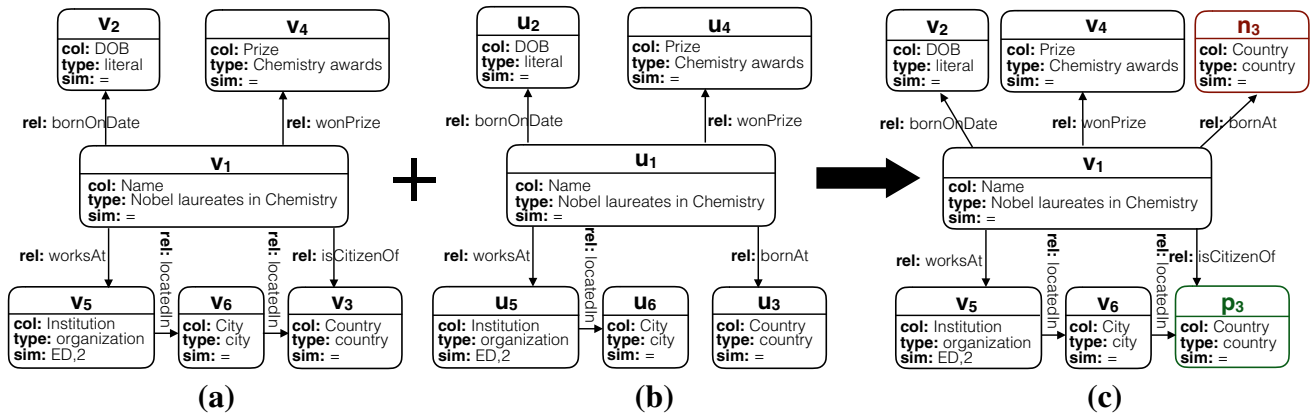 v2
col: DOB
type: literal
sim: =
v4
col: Prize
type: Chemistry awards
sim: =
rel: bornOnDate
rel: wonPrize
v1
col: Name
type: Nobel laureates in Chemistry
sim: =
rel: worksAt
rel: locatedIn
rel: locatedIn
rel: isCitizenOf
v5
col: Institution
type: organization
sim: ED,2
v6
col: City
type: city
sim: =
v3
col: Country
type: country
sim: =
(a)
+
u2
col: DOB
type: literal
sim: =
u4
col: Prize
type: Chemistry awards
sim: =
rel: bornOnDate
rel: wonPrize
u1
col: Name
type: Nobel laureates in Chemistry
sim: =
rel: worksAt
rel: locatedIn
rel: bornAt
u5
col: Institution
type: organization
sim: ED,2
u6
col: City
type: city
sim: =
u3
col: Country
type: country
sim: =
(b)
v2
col: DOB
type: literal
sim: =
v4
col: Prize
type: Chemistry awards
sim: =
n3
col: Country
type: country
sim: =
rel: bornOnDate
rel: wonPrize
rel: bornAt
v1
col: Name
type: Nobel laureates in Chemistry
sim: =
rel: worksAt
rel: locatedIn
rel: locatedIn
rel: isCitizenOf
v5
col: Institution
type: organization
sim: ED,2
v6
col: City
type: city
sim: =
p3
col: Country
type: country
sim: =
(c)